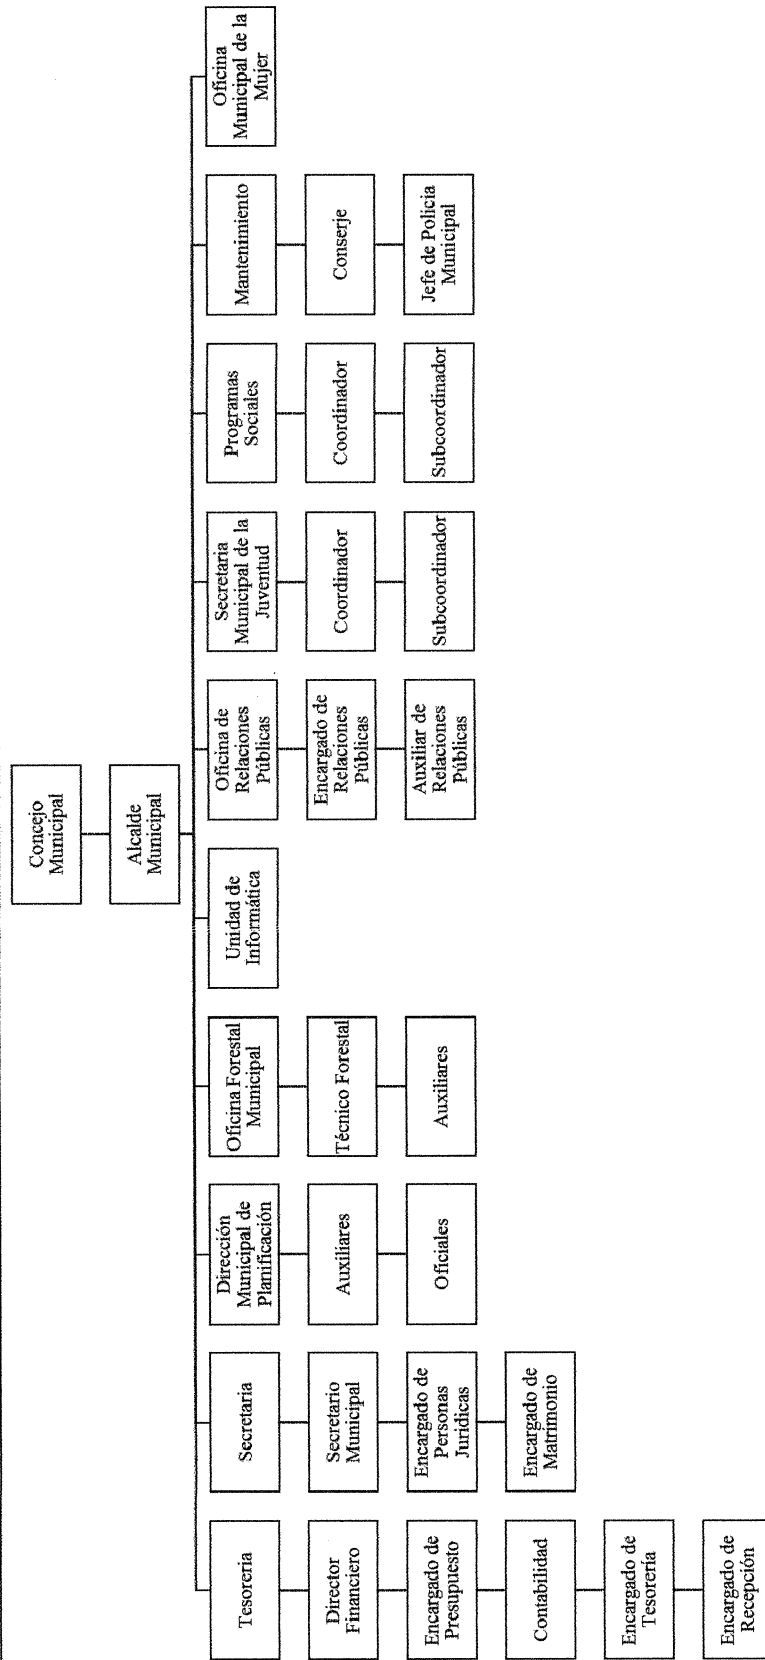 Concejo
Municipal
Alcalde
Municipal
Tesoreria
Secretaria
Dirección
Municipal de
Planificación
Oficina Forestal
Municipal
Unidad de
Informática
Oficina de
Relaciones
Públicas
Secretaria
Municipal de la
Juventud
Programas
Sociales
Mantenimiento
Oficina
Municipal de la
Mujer
Director
Financiero
Secretario
Municipal
Auxiliares
Técnico Forestal
Encargado de
Relaciones
Públicas
Coordinador
Coordinador
Conserje
Encargado de
Presupuesto
Encargado de
Personas
Juridicas
Oficiales
Auxiliares
Auxiliar de
Relaciones
Públicas
Subcoordinador
Subcoordinador
Jefe de Policia
Municipal
Contabilidad
Encargado de
Matrimonio
Encargado de
Tesorería
Encargado de
Recepción